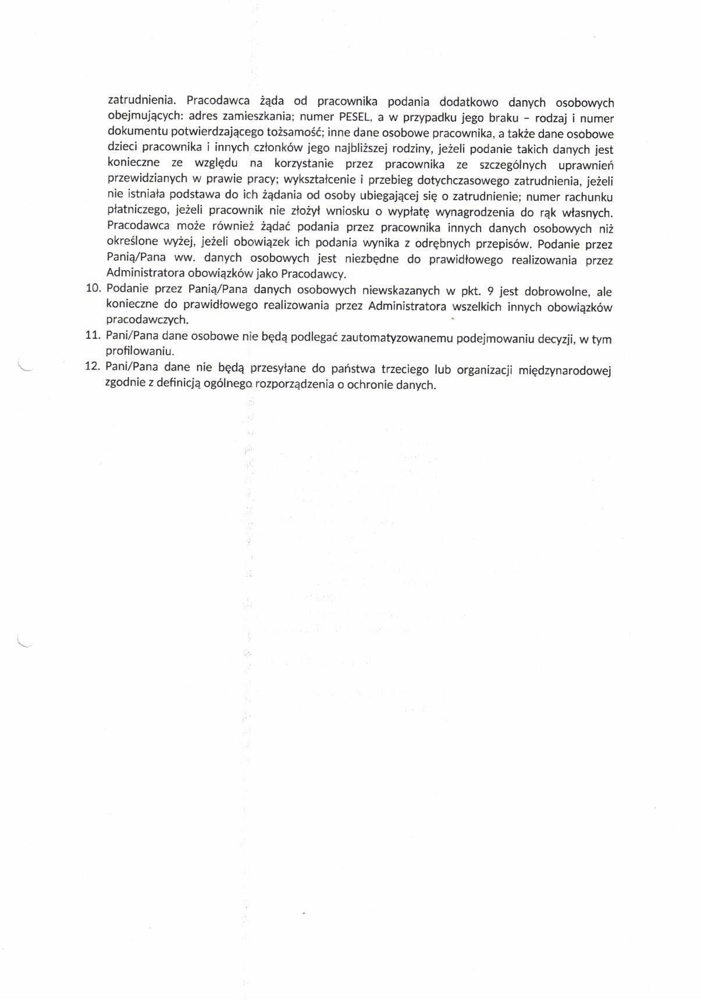 zatrudnienia. Pracodawca żąda od pracownika podania dodatkowo danych osobowych
obejmujących: adres zamieszkania; numer PESEL, a w przypadku jego braku – rodzaj i numer
dokumentu potwierdzającego tożsamość; inne dane osobowe pracownika, a także dane osobowe
dzieci pracownika i innych członków jego najbliższej rodziny, jeżeli podanie takich danych jest
konieczne ze względu na korzystanie przez pracownika ze szczególnych uprawnień
przewidzianych w prawie pracy; wykształcenie i przebieg dotychczasowego zatrudnienia, jeżeli
nie istniała podstawa do ich żądania od osoby ubiegającej się o zatrudnienie; numer rachunku
płatniczego, jeżeli pracownik nie złożył wniosku o wypłatę wynagrodzenia do rąk własnych.
Pracodawca może również żądać podania przez pracownika innych danych osobowych niż
określone wyżej, jeżeli obowiązek ich podania wynika z odrębnych przepisów. Podanie przez
Panią/Pana ww. danych osobowych jest niezbędne do prawidłowego realizowania przez
Administratora obowiązków jako Pracodawcy.
10. Podanie przez Panią/Pana danych osobowych niewskazanych w pkt. 9 jest dobrowolne, ale
konieczne do prawidłowego realizowania przez Administratora wszelkich innych obowiązków
pracodawczych.
11. Pani/Pana dane osobowe nie będą podlegać zautomatyzowanemu podejmowaniu decyzji, w tym
profilowaniu.
12. Pani/Pana dane nie będą przesyłane do państwa trzeciego lub organizacji międzynarodowej
zgodnie z definicją ogólnego rozporządzenia o ochronie danych.